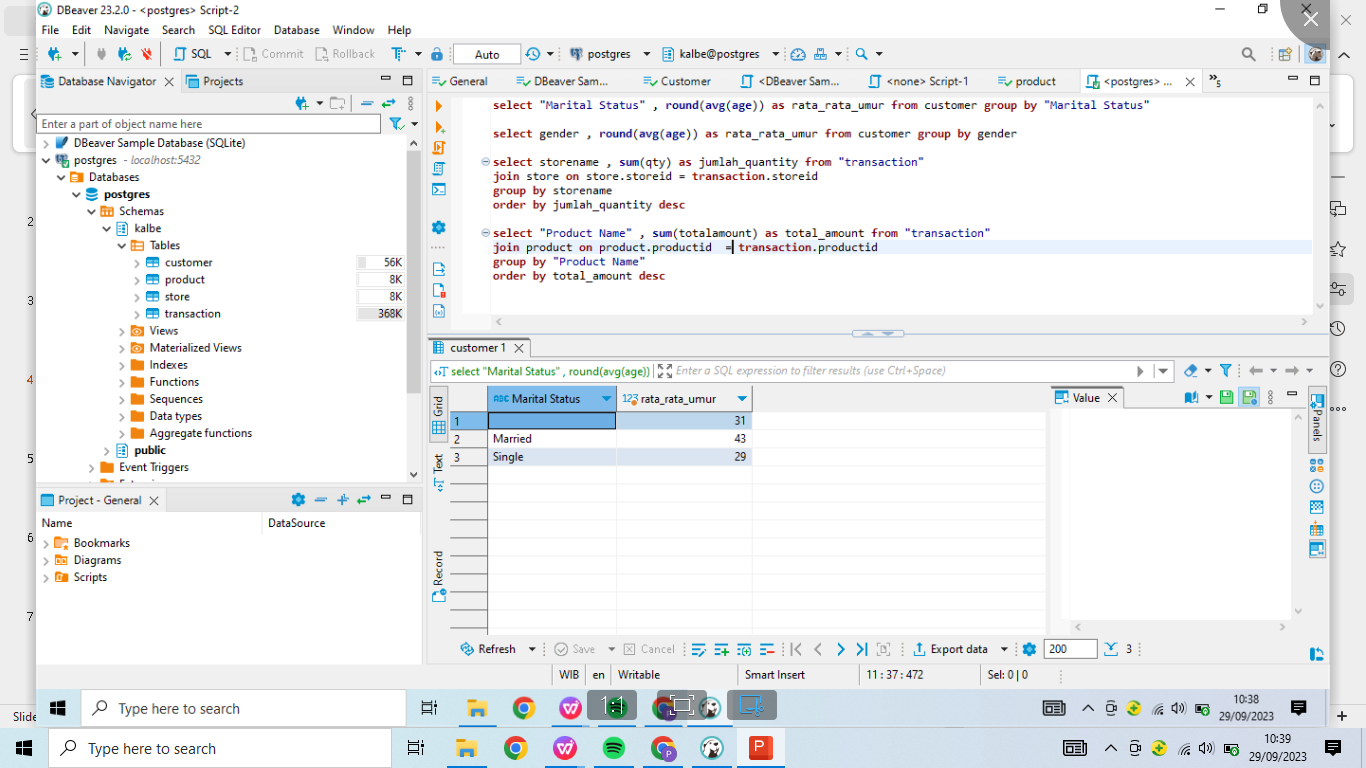 DBeaver 23.2.0 - <postgres> Script-2
File Edit Navigate Search SQL Editor Database Window Help
SQL Commit Rollback Auto postgres kalbe@postgres
Database Navigator Projects
General DBeaver Sam... Customer <DBeaver Sam... <none> Script-1 product <postgres> ... »5
Enter a part of object name here
DBeaver Sample Database (SQLite)
postgres - localhost:5432
Databases
postgres
Schemas
kalbe
Tables
customer 56K
product 8K
store 8K
transaction 368K
Views
Materialized Views
Indexes
Functions
Sequences
Data types
Aggregate functions
public
Event Triggers
select "Marital Status" , round(avg(age)) as rata_rata_umur from customer group by "Marital Status"
select gender , round(avg(age)) as rata_rata_umur from customer group by gender
select storename , sum(qty) as jumlah_quantity from "transaction"
join store on store.storeid = transaction.storeid
group by storename
order by jumlah_quantity desc
select "Product Name" , sum(totalamount) as total_amount from "transaction"
join product on product.productid = transaction.productid
group by "Product Name"
order by total_amount desc
Project - General
Name DataSource
Bookmarks
Diagrams
Scripts
customer 1
select "Marital Status" , round(avg(age)) Enter a SQL expression to filter results (use Ctrl+Space)
Grid
Text
Record
ABC Marital Status 123 rata_rata_umur
1 31
2 Married 43
3 Single 29
Value
Panels
Refresh Save Cancel Export data 200 3
WIB en Writable Smart Insert 11 : 37 : 472 Sel: 0 | 0
Type here to search
10:38
29/09/2023
Slide
2
3
4
5
6
7
Type here to search
10:39
29/09/2023